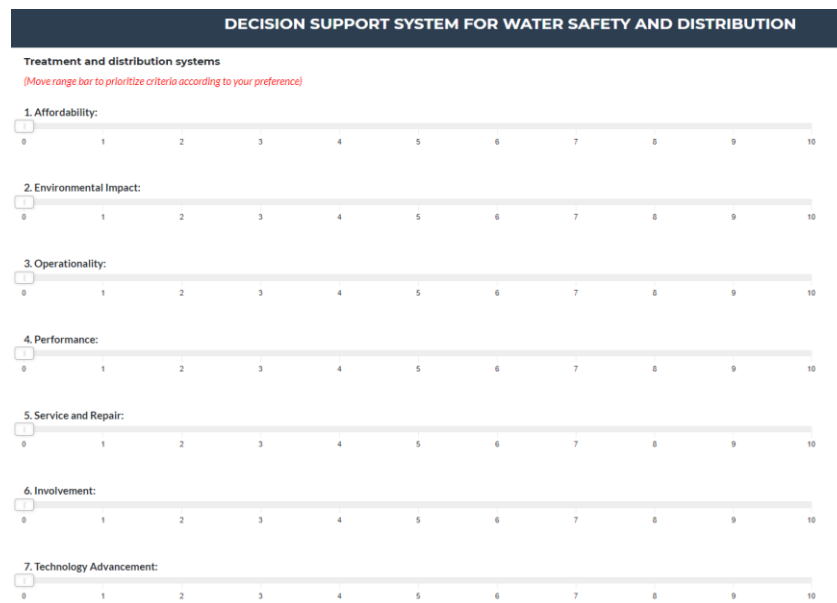 DECISION SUPPORT SYSTEM FOR WATER SAFETY AND DISTRIBUTION
Treatment and distribution systems
(Move range bar to prioritize criteria according to your preference)
1. Affordability:
0 1 2 3 4 5 6 7 8 9 10
2. Environmental Impact:
0 1 2 3 4 5 6 7 8 9 10
3. Operationality:
0 1 2 3 4 5 6 7 8 9 10
4. Performance:
0 1 2 3 4 5 6 7 8 9 10
5. Service and Repair:
0 1 2 3 4 5 6 7 8 9 10
6. Involvement:
0 1 2 3 4 5 6 7 8 9 10
7. Technology Advancement:
0 1 2 3 4 5 6 7 8 9 10